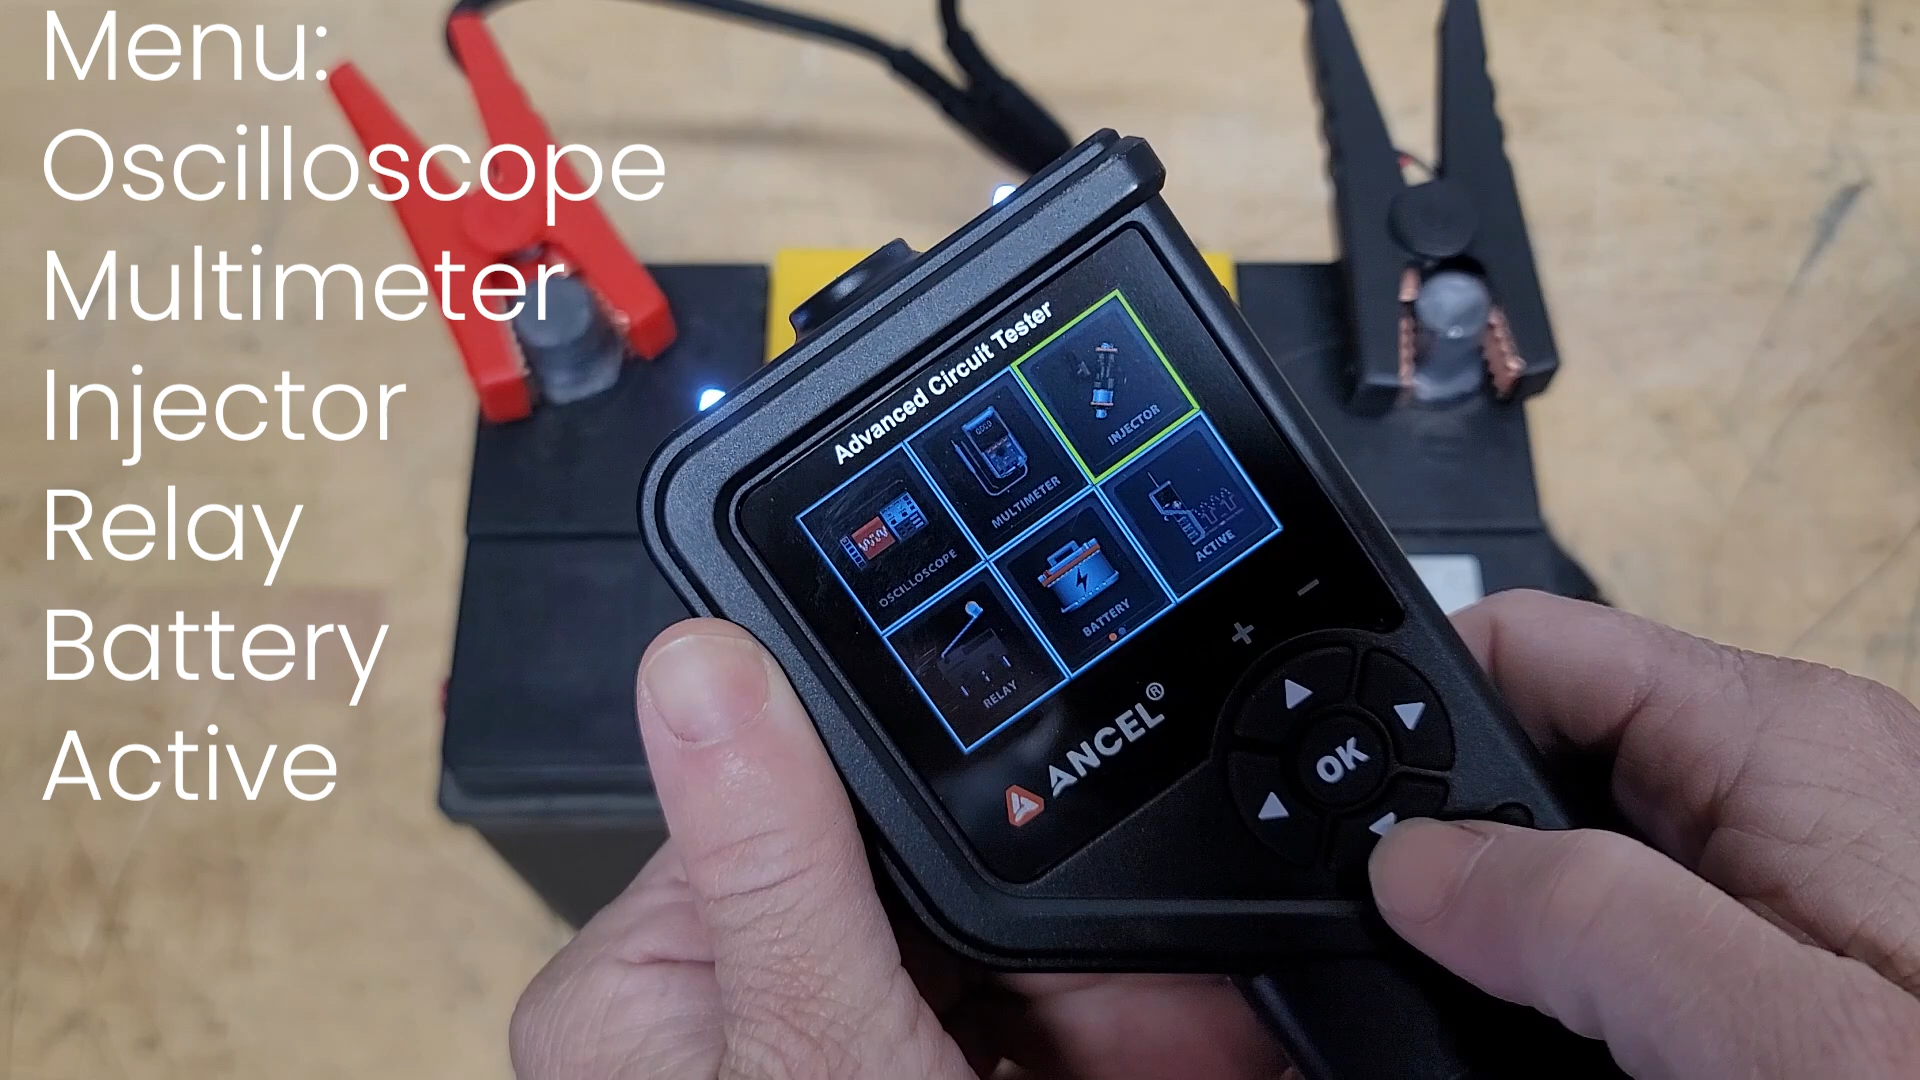 Menu:
Oscilloscope
Multimeter
Injector
Relay
Battery
Active
Advanced Circuit Tester
OSCILLOSCOPE
MULTIMETER
INJECTOR
RELAY
BATTERY
ACTIVE
+
−
ANCEL®
OK